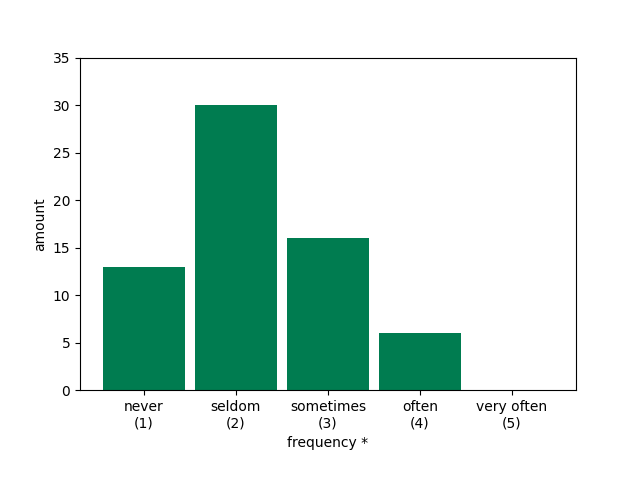 35
30
25
20
15
10
5
0
amount
never seldom sometimes often very often
(1) (2) (3) (4) (5)
frequency *